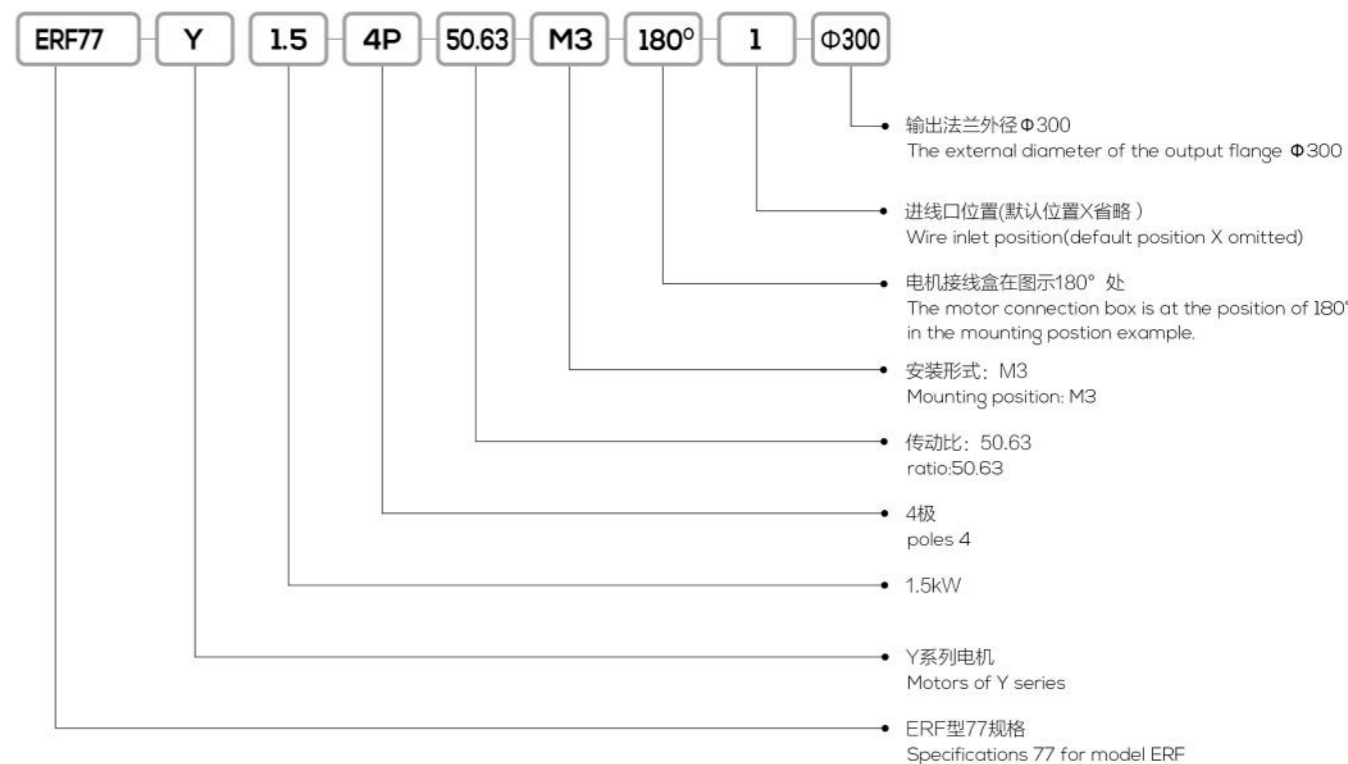 ERF77 Y 1.5 4P 50.63 M3 180° 1 Φ300
输出法兰外径Φ300
The external diameter of the output flange Φ300
进线口位置(默认位置X省略 )
Wire inlet position(default position X omitted)
电机接线盒在图示180° 处
The motor connection box is at the position of 180°
in the mounting postion example.
安装形式: M3
Mounting position: M3
传动比: 50.63
ratio:50.63
4极
poles 4
1.5kW
Y系列电机
Motors of Y series
ERF型77规格
Specifications 77 for model ERF